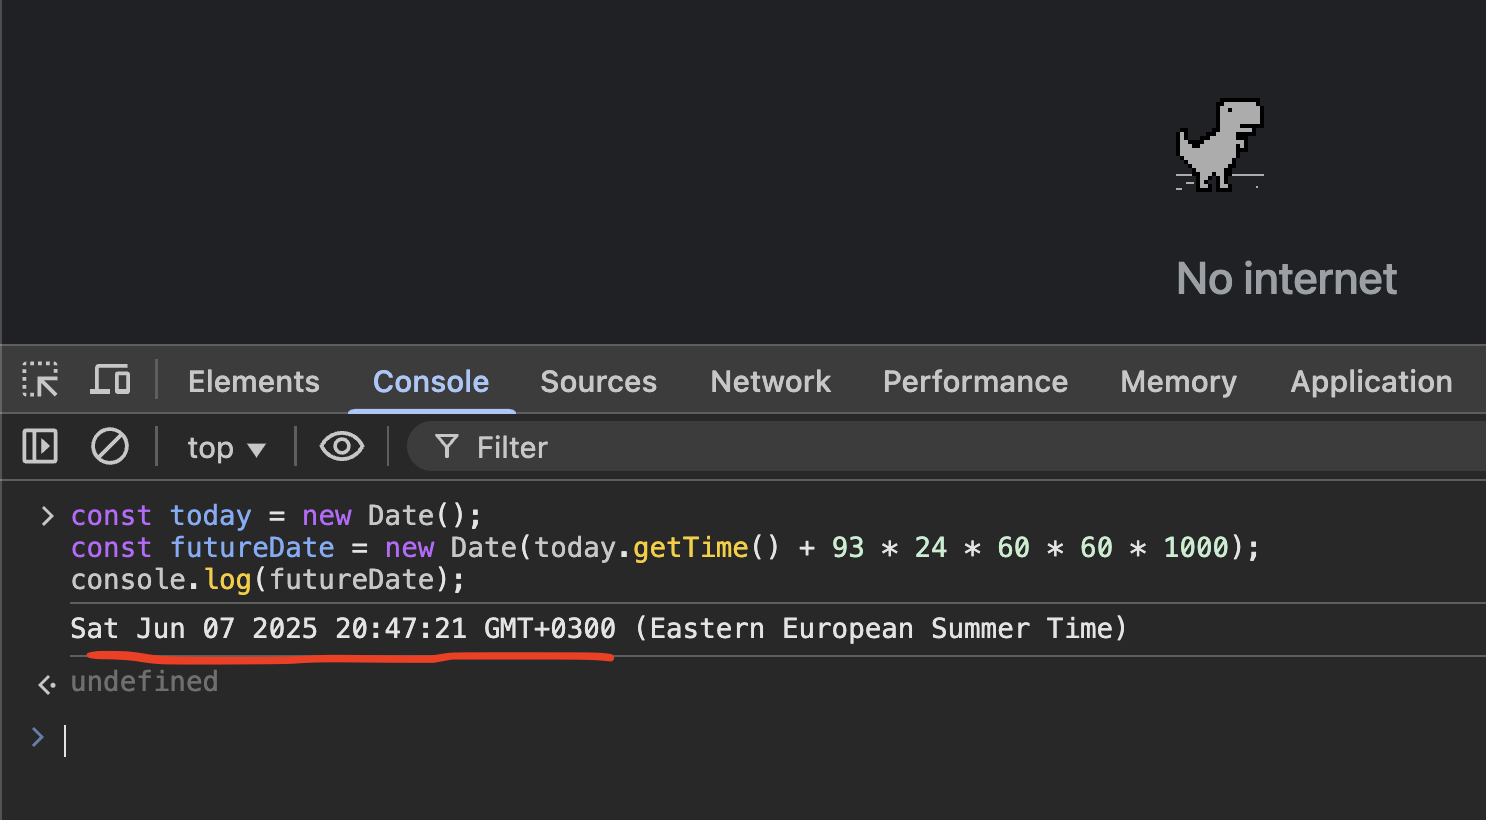 No internet
Elements Console Sources Network Performance Memory Application
top Filter
> const today = new Date();
const futureDate = new Date(today.getTime() + 93 * 24 * 60 * 60 * 1000);
console.log(futureDate);
Sat Jun 07 2025 20:47:21 GMT+0300 (Eastern European Summer Time)
undefined
>